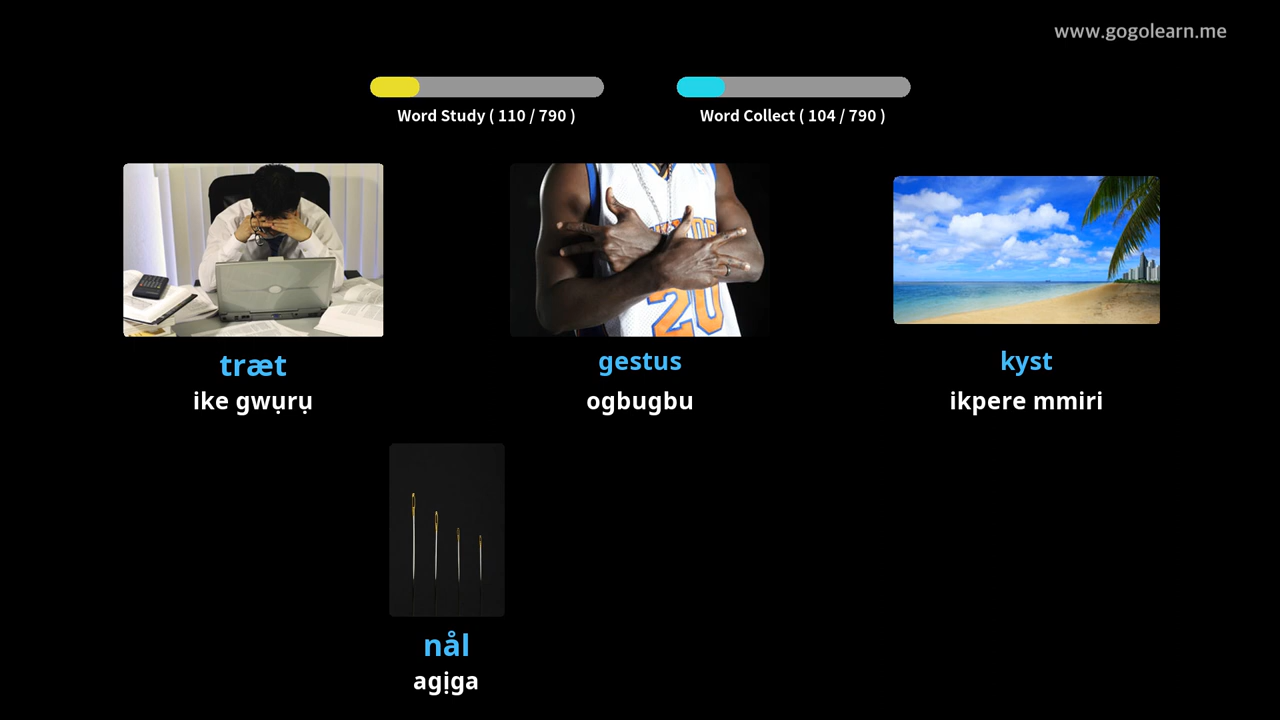 www.gogolearn.me
Word Study ( 110 / 790 )
Word Collect ( 104 / 790 )
træt
ike gwụrụ
gestus
ogbugbu
kyst
ikpere mmiri
20
nål
agịga